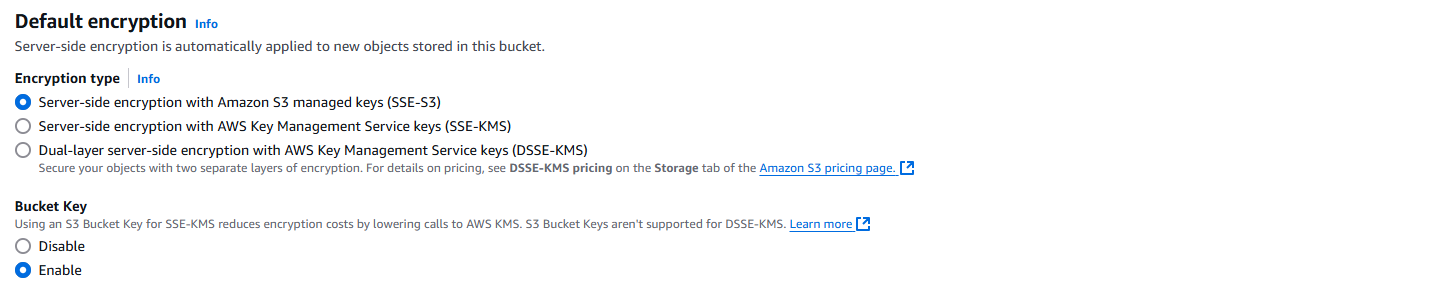 Default encryption Info
Server-side encryption is automatically applied to new objects stored in this bucket.
Encryption type Info
Server-side encryption with Amazon S3 managed keys (SSE-S3)
Server-side encryption with AWS Key Management Service keys (SSE-KMS)
Dual-layer server-side encryption with AWS Key Management Service keys (DSSE-KMS)
Secure your objects with two separate layers of encryption. For details on pricing, see DSSE-KMS pricing on the Storage tab of the Amazon S3 pricing page.
Bucket Key
Using an S3 Bucket Key for SSE-KMS reduces encryption costs by lowering calls to AWS KMS. S3 Bucket Keys aren't supported for DSSE-KMS. Learn more
Disable
Enable